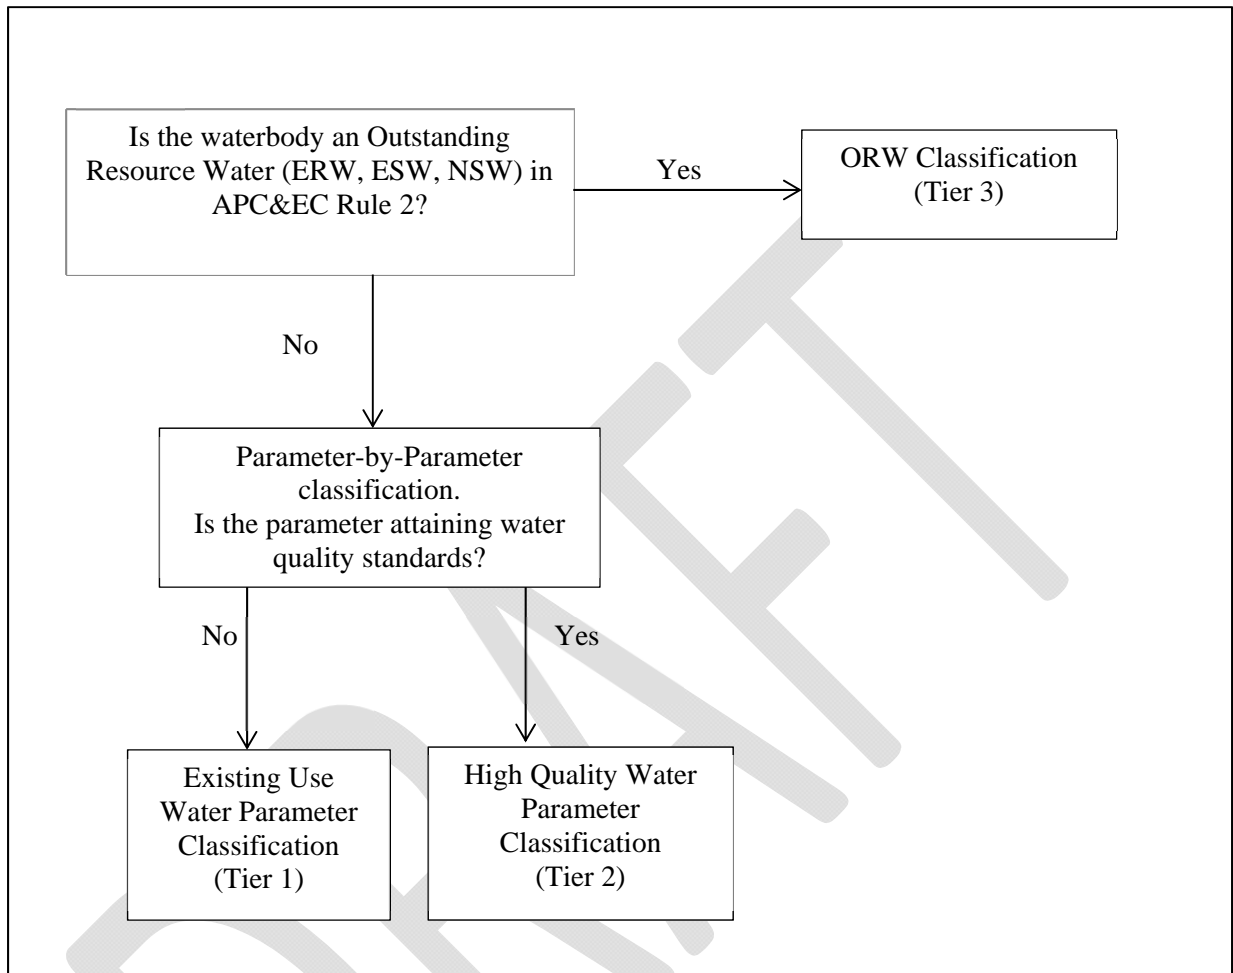 Is the waterbody an Outstanding
Resource Water (ERW, ESW, NSW) in
APC&EC Rule 2?
Yes
ORW Classification
(Tier 3)
No
Parameter-by-Parameter
classification.
Is the parameter attaining water
quality standards?
No
Yes
Existing Use
Water Parameter
Classification
(Tier 1)
High Quality Water
Parameter
Classification
(Tier 2)
DRAFT